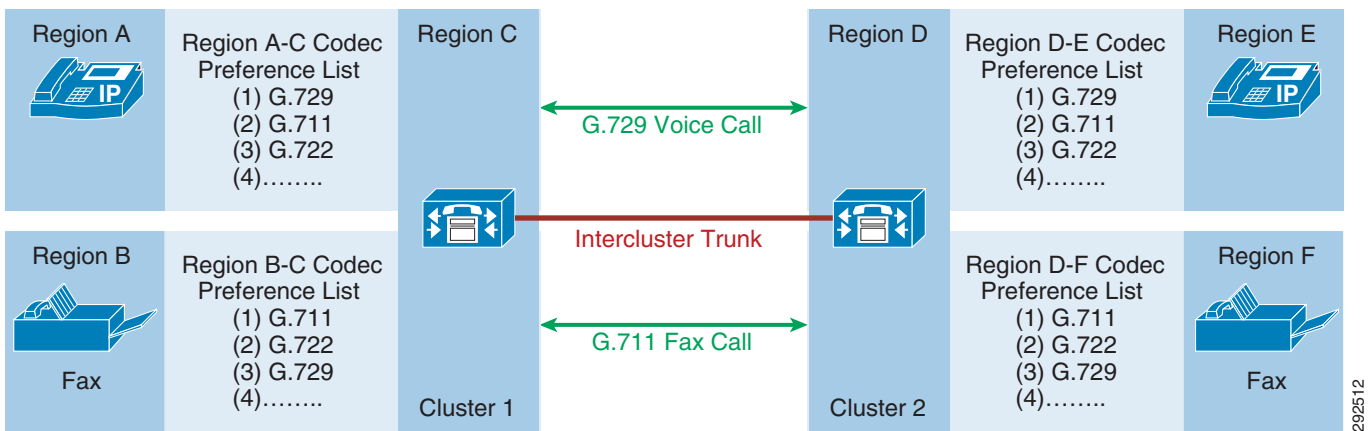 Region A
IP
Region A-C Codec
Preference List
(1) G.729
(2) G.711
(3) G.722
(4)........
Region C
G.729 Voice Call
Region D
Region D-E Codec
Preference List
(1) G.729
(2) G.711
(3) G.722
(4)........
Region E
IP
Intercluster Trunk
Region B
Fax
Region B-C Codec
Preference List
(1) G.711
(2) G.722
(3) G.729
(4)........
Cluster 1
G.711 Fax Call
Cluster 2
Region D-F Codec
Preference List
(1) G.711
(2) G.722
(3) G.729
(4)........
Region F
Fax
292512